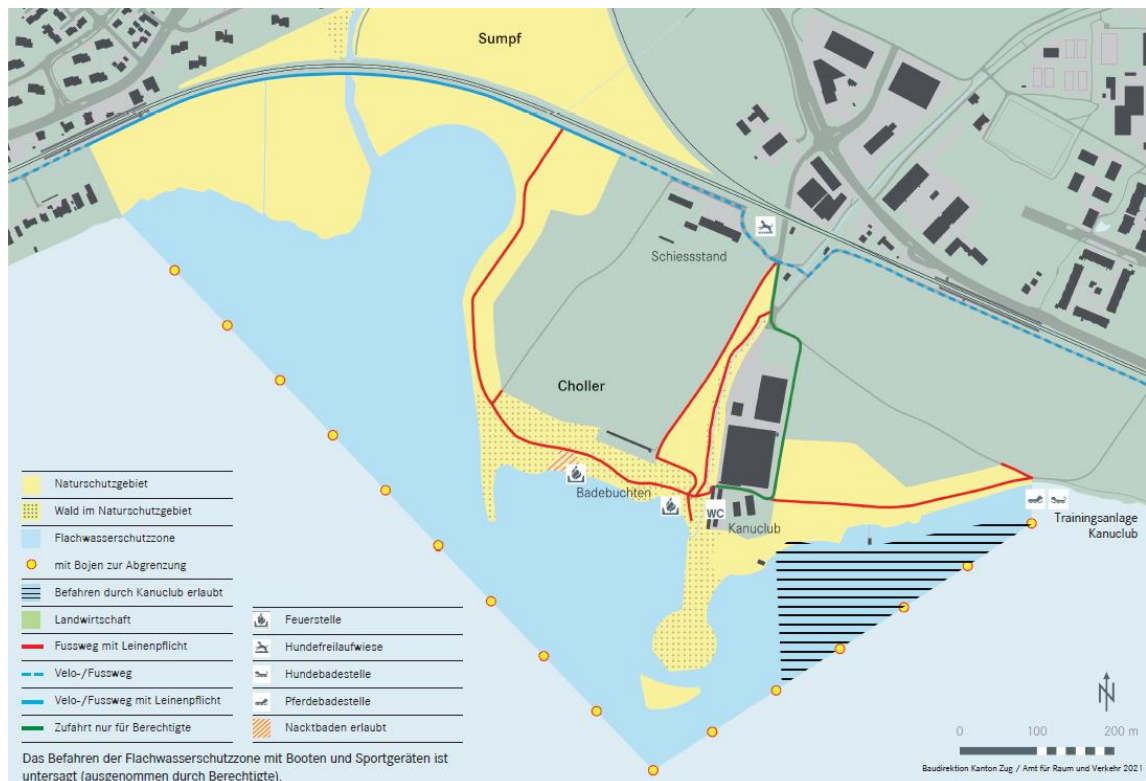 Sumpf
Schiessstand
Choller
Badebuchten
WC
Kanuclub
Trainingsanlage
Kanuclub
Naturschutzgebiet
Wald im Naturschutzgebiet
Flachwasserschutzzone
mit Bojen zur Abgrenzung
Befahren durch Kanuclub erlaubt
Landwirtschaft
Fussweg mit Leinenpflicht
Velo-/Fussweg
Velo-/Fussweg mit Leinenpflicht
Zufahrt nur für Berechtigte
Feuerstelle
Hundefreilaufwiese
Hundebadestelle
Pferdebadestelle
Nacktbaden erlaubt
Das Befahren der Flachwasserschutzzone mit Booten und Sportgeräten ist
untersagt (ausgenommen durch Berechtigte).
N
0 100 200 m
Baudirektion Kanton Zug / Amt für Raum und Verkehr 2021